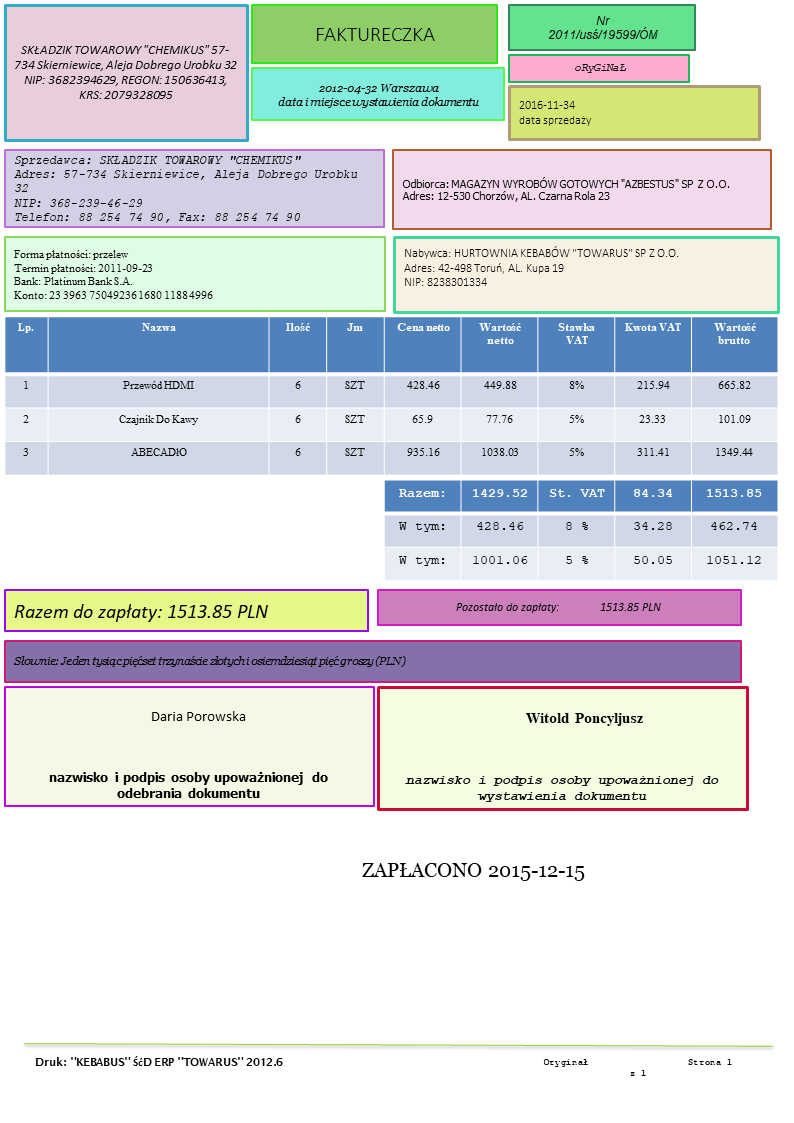 SKŁADZIK TOWAROWY "CHEMIKUS" 57-
734 Skierniewice, Aleja Dobrego Urobku 32
NIP: 3682394629, REGON: 150636413,
KRS: 2079328095
FAKTURECZKA
2012-04-32 Warszawa
data i miejsce wystawienia dokumentu
Nr
2011/usś/19599/ÓM
oRyGiNaŁ
2016-11-34
data sprzedaży
Sprzedawca: SKŁADZIK TOWAROWY "CHEMIKUS"
Adres: 57-734 Skierniewice, Aleja Dobrego Urobku
32
NIP: 368-239-46-29
Telefon: 88 254 74 90, Fax: 88 254 74 90
Odbiorca: MAGAZYN WYROBÓW GOTOWYCH "AZBESTUS" SP Z O.O.
Adres: 12-530 Chorzów, AL. Czarna Rola 23
Forma płatności: przelew
Termin płatności: 2011-09-23
Bank: Platinum Bank S.A.
Konto: 23 3963 750492361680 11884996
Nabywca: HURTOWNIA KEBABÓW "TOWARUS" SP Z O.O.
Adres: 42-498 Toruń, AL. Kupa 19
NIP: 8238301334
Lp. Nazwa Ilość Jm Cena netto Wartość netto Stawka VAT Kwota VAT Wartość brutto
1 Przewód HDMI 6 SZT 428.46 449.88 8% 215.94 665.82
2 Czajnik Do Kawy 6 SZT 65.9 77.76 5% 23.33 101.09
3 ABECADłO 6 SZT 935.16 1038.03 5% 311.41 1349.44
Razem: 1429.52 St. VAT 84.34 1513.85
W tym: 428.46 8 % 34.28 462.74
W tym: 1001.06 5 % 50.05 1051.12
Razem do zapłaty: 1513.85 PLN
Pozostało do zapłaty: 1513.85 PLN
Słownie: Jeden tysiąc pięćset trzynaście złotych i osiemdziesiąt pięć groszy (PLN)
Daria Porowska
nazwisko i podpis osoby upoważnionej do
odebrania dokumentu
Witold Poncyljusz
nazwisko i podpis osoby upoważnionej do
wystawienia dokumentu
ZAPŁACONO 2015-12-15
Druk: "KEBABUS" śćD ERP "TOWARUS" 2012.6
Oryginał Strona 1
z 1